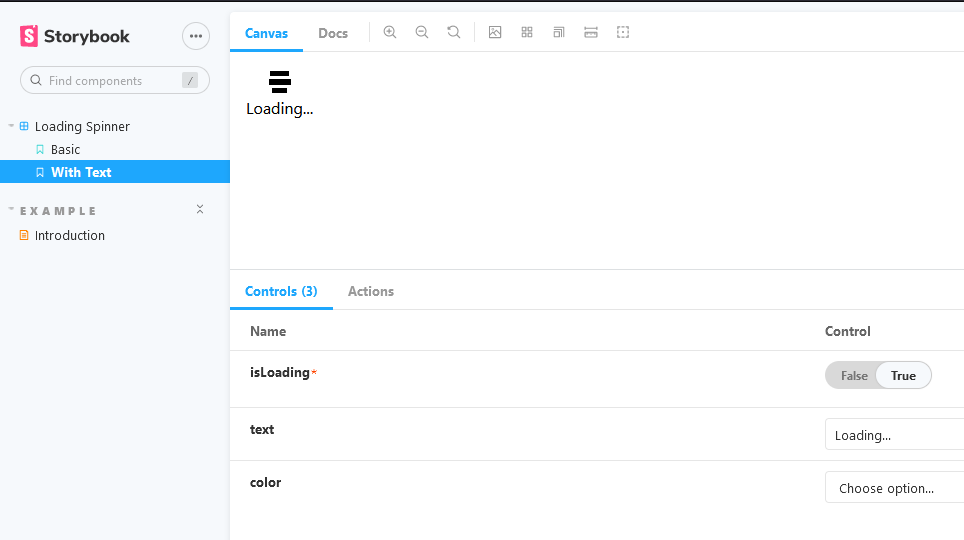 Storybook
Find components /
Loading Spinner
Basic
With Text
EXAMPLE
Introduction
Canvas Docs
Loading...
Controls (3) Actions
Name Control
isLoading* False True
text Loading...
color Choose option...